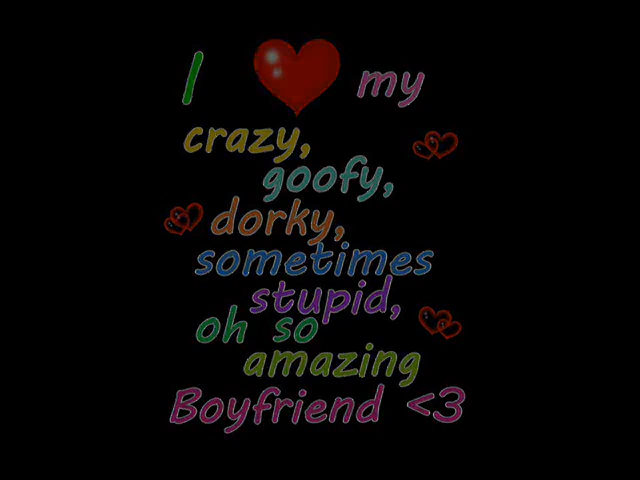 I my
crazy,
goofy,
dorky,
sometimes
stupid,
oh so
amazing
Boyfriend <3